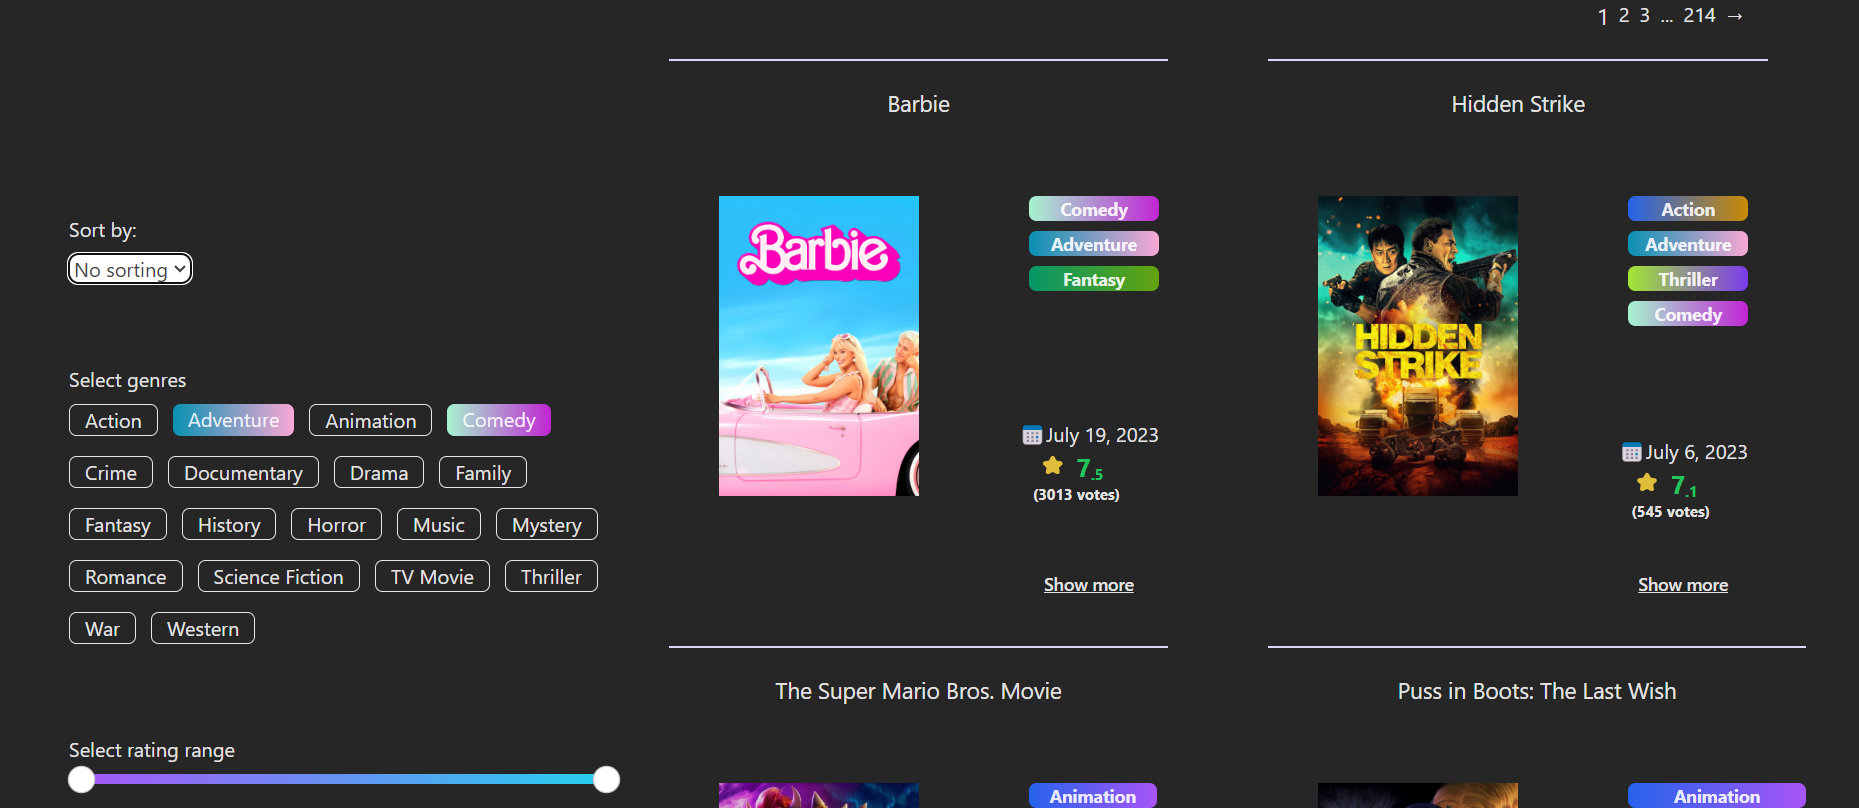 1 2 3 ... 214 →
Sort by:
No sorting
Select genres
Action Adventure Animation Comedy
Crime Documentary Drama Family
Fantasy History Horror Music Mystery
Romance Science Fiction TV Movie Thriller
War Western
Select rating range
Barbie
Barbie
Comedy
Adventure
Fantasy
July 19, 2023
7.5
(3013 votes)
Show more
Hidden Strike
HIDDEN
STRIKE
Action
Adventure
Thriller
Comedy
July 6, 2023
7.1
(545 votes)
Show more
The Super Mario Bros. Movie
Animation
Puss in Boots: The Last Wish
Animation